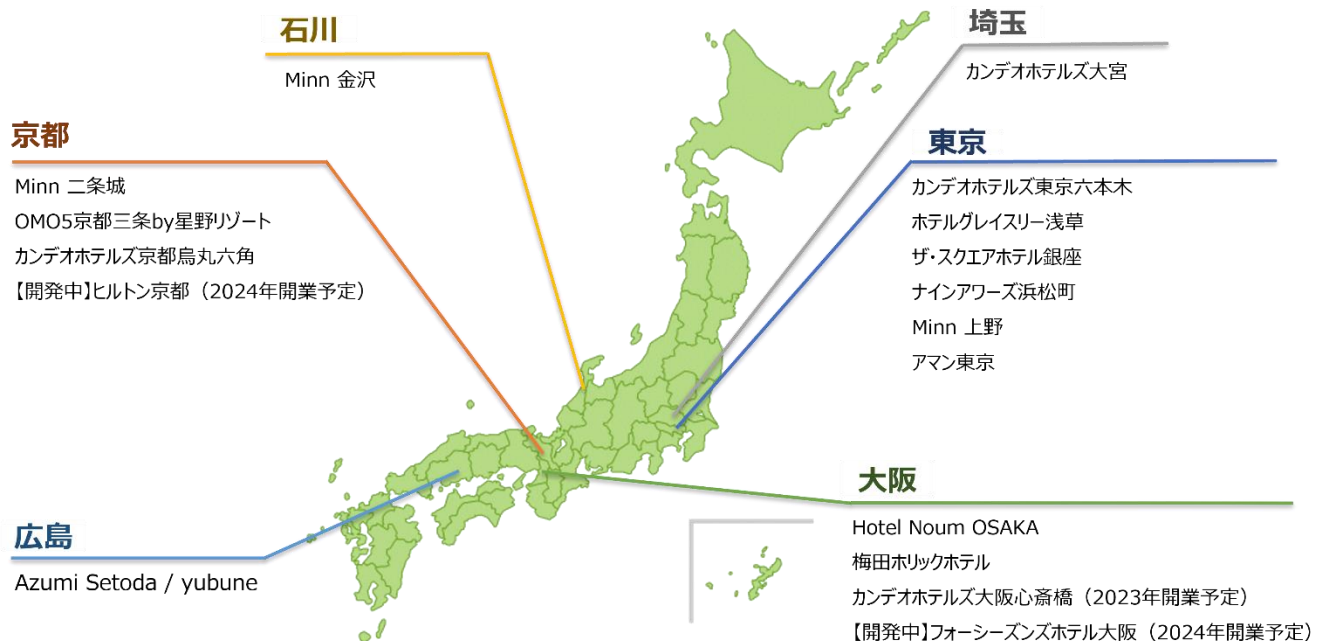 石川
Minn 金沢
京都
Minn 二条城
OMO5京都三条by星野リゾート
カンデオホテルズ京都烏丸六角
【開発中】ヒルトン京都（2024年開業予定）
広島
Azumi Setoda / yubune
埼玉
カンデオホテルズ大宮
東京
カンデオホテルズ東京六本木
ホテルグレイスリー浅草
ザ・スクエアホテル銀座
ナインアワーズ浜松町
Minn 上野
アマン東京
大阪
Hotel Noum OSAKA
梅田ホリックホテル
カンデオホテルズ大阪心斎橋（2023年開業予定）
【開発中】フォーシーズンズホテル大阪（2024年開業予定）